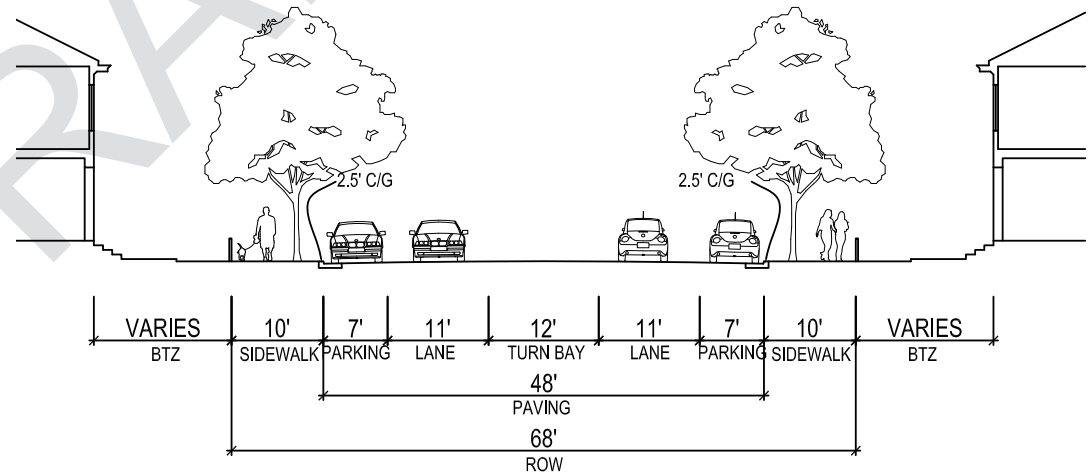 RA
2.5' C/G 2.5' C/G
VARIES 10' 7' 11' 12' 11' 7' 10' VARIES
BTZ SIDEWALK PARKING LANE TURN BAY LANE PARKING SIDEWALK BTZ
48'
PAVING
68'
ROW